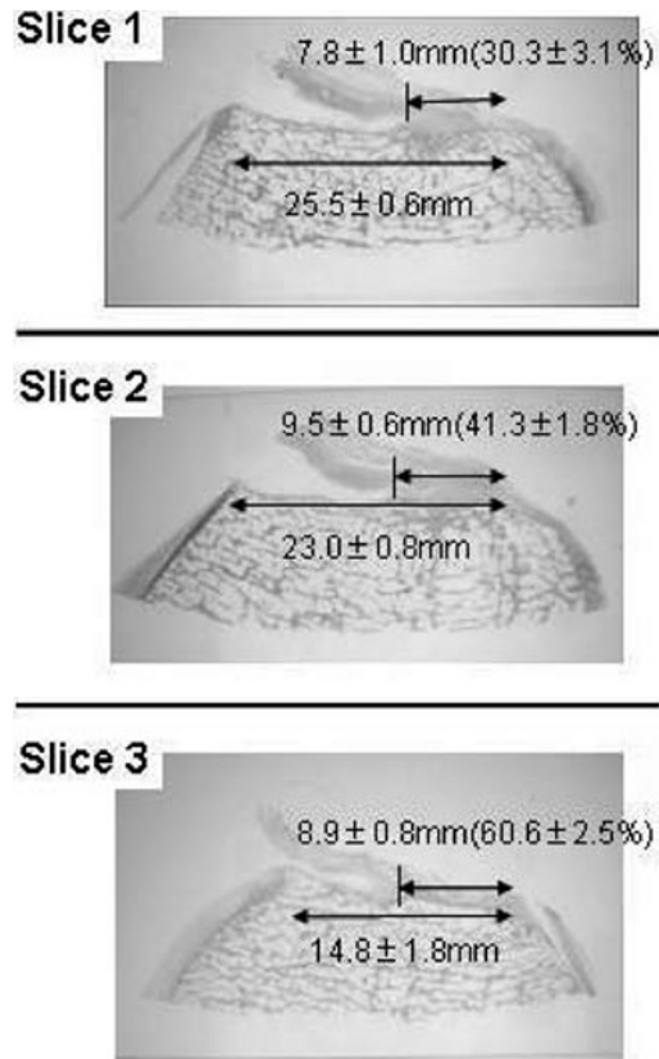 Slice 1
7.8±1.0mm(30.3±3.1%)
25.5±0.6mm
Slice 2
9.5±0.6mm(41.3±1.8%)
23.0±0.8mm
Slice 3
8.9±0.8mm(60.6±2.5%)
14.8±1.8mm